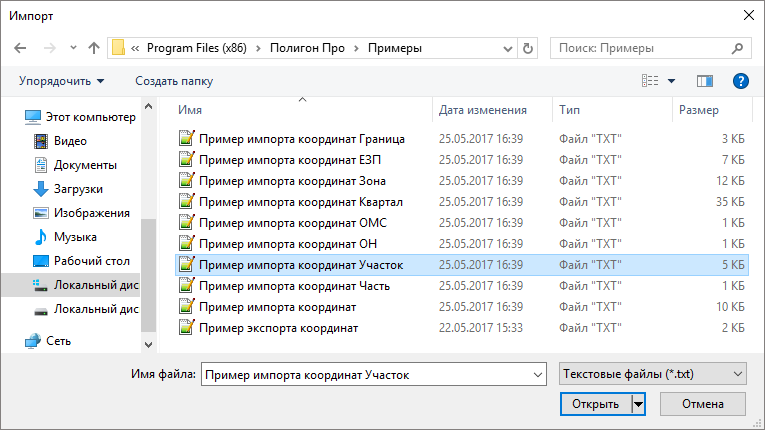 Импорт
Program Files (x86) Полигон Про Примеры Поиск: Примеры
Упорядочить Создать папку
Имя Дата изменения Тип Размер
Этот компьютер
Видео
Документы
Загрузки
Изображения
Музыка
Рабочий стол
Локальный дис
Локальный дис
Сеть
Пример импорта координат Граница 25.05.2017 16:39 Файл "TXT" 3 КБ
Пример импорта координат ЕЗП 25.05.2017 16:39 Файл "TXT" 7 КБ
Пример импорта координат Зона 25.05.2017 16:39 Файл "TXT" 12 КБ
Пример импорта координат Квартал 25.05.2017 16:39 Файл "TXT" 35 КБ
Пример импорта координат ОМС 25.05.2017 16:39 Файл "TXT" 1 КБ
Пример импорта координат ОН 25.05.2017 16:39 Файл "TXT" 1 КБ
Пример импорта координат Участок 25.05.2017 16:39 Файл "TXT" 5 КБ
Пример импорта координат Часть 25.05.2017 16:39 Файл "TXT" 1 КБ
Пример импорта координат 25.05.2017 16:39 Файл "TXT" 10 КБ
Пример экспорта координат 22.05.2017 15:33 Файл "TXT" 2 КБ
Имя файла: Пример импорта координат Участок Текстовые файлы (*.txt)
Открыть Отмена